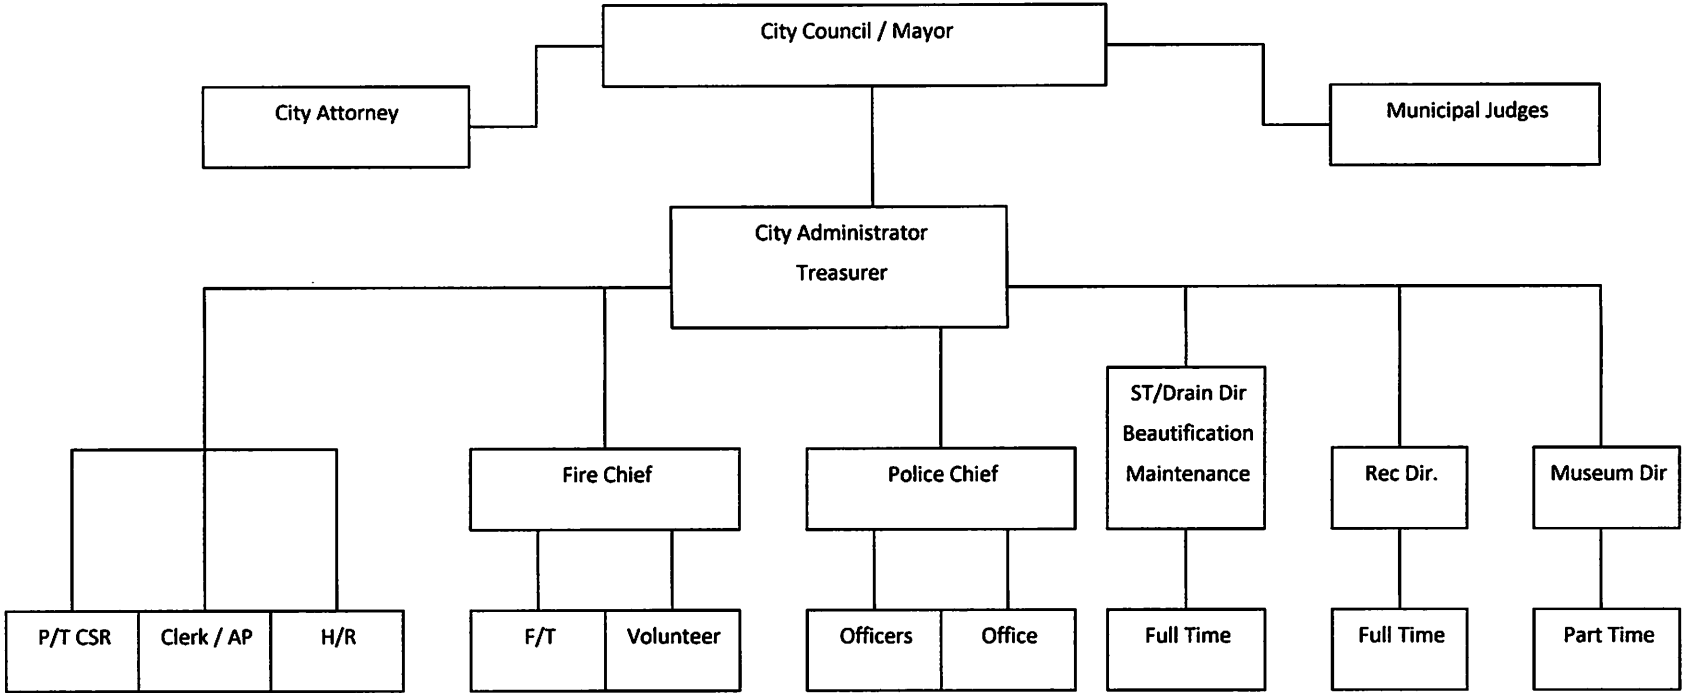 City Council / Mayor
City Attorney
Municipal Judges
City Administrator
Treasurer
ST/Drain Dir
Beautification
Maintenance
Fire Chief
Police Chief
Rec Dir.
Museum Dir
P/T CSR
Clerk / AP
H/R
F/T
Volunteer
Officers
Office
Full Time
Full Time
Part Time